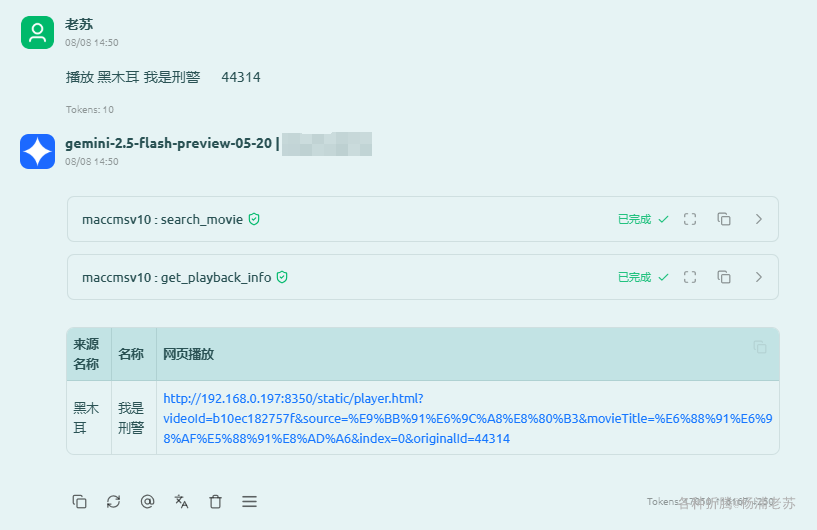 老苏
08/08 14:50
播放 黑木耳 我是刑警 44314
Tokens: 10
gemini-2.5-flash-preview-05-20 |
08/08 14:50
maccmsv10 : search_movie 已完成
maccmsv10 : get_playback_info 已完成
来源
名称
名称
网页播放
黑木
耳
我是
刑警
http://192.168.0.197:8350/static/player.html?
videoId=b10ec182757f&source=%E9%BB%91%E6%9C%A8%E8%80%B3&movieTitle=%E6%88%91%E6%9
8%AF%E5%88%91%E8%AD%A6&index=0&originalId=44314
Tokens:
各种折腾
老苏